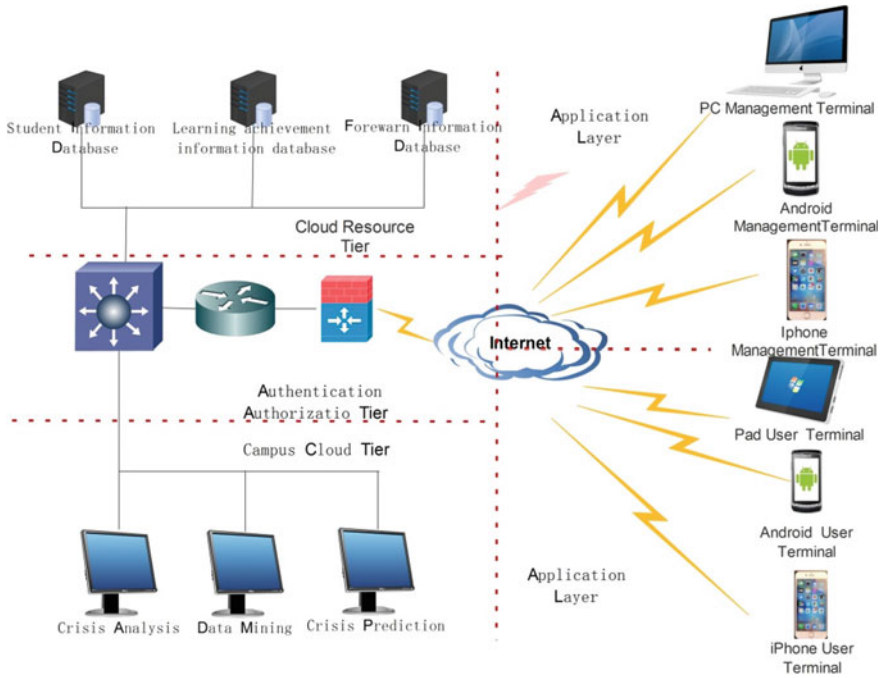 Student Information
Database
Learning achievement
information database
Forewarn Information
Database
Cloud Resource
Tier
Authentication
Authorizatio Tier
Campus Cloud Tier
Crisis Analysis
Data Mining
Crisis Prediction
Application
Layer
Internet
Application
Layer
PC Management Terminal
Android
ManagementTerminal
Iphone
ManagementTerminal
Pad User Terminal
Android User
Terminal
iPhone User
Terminal